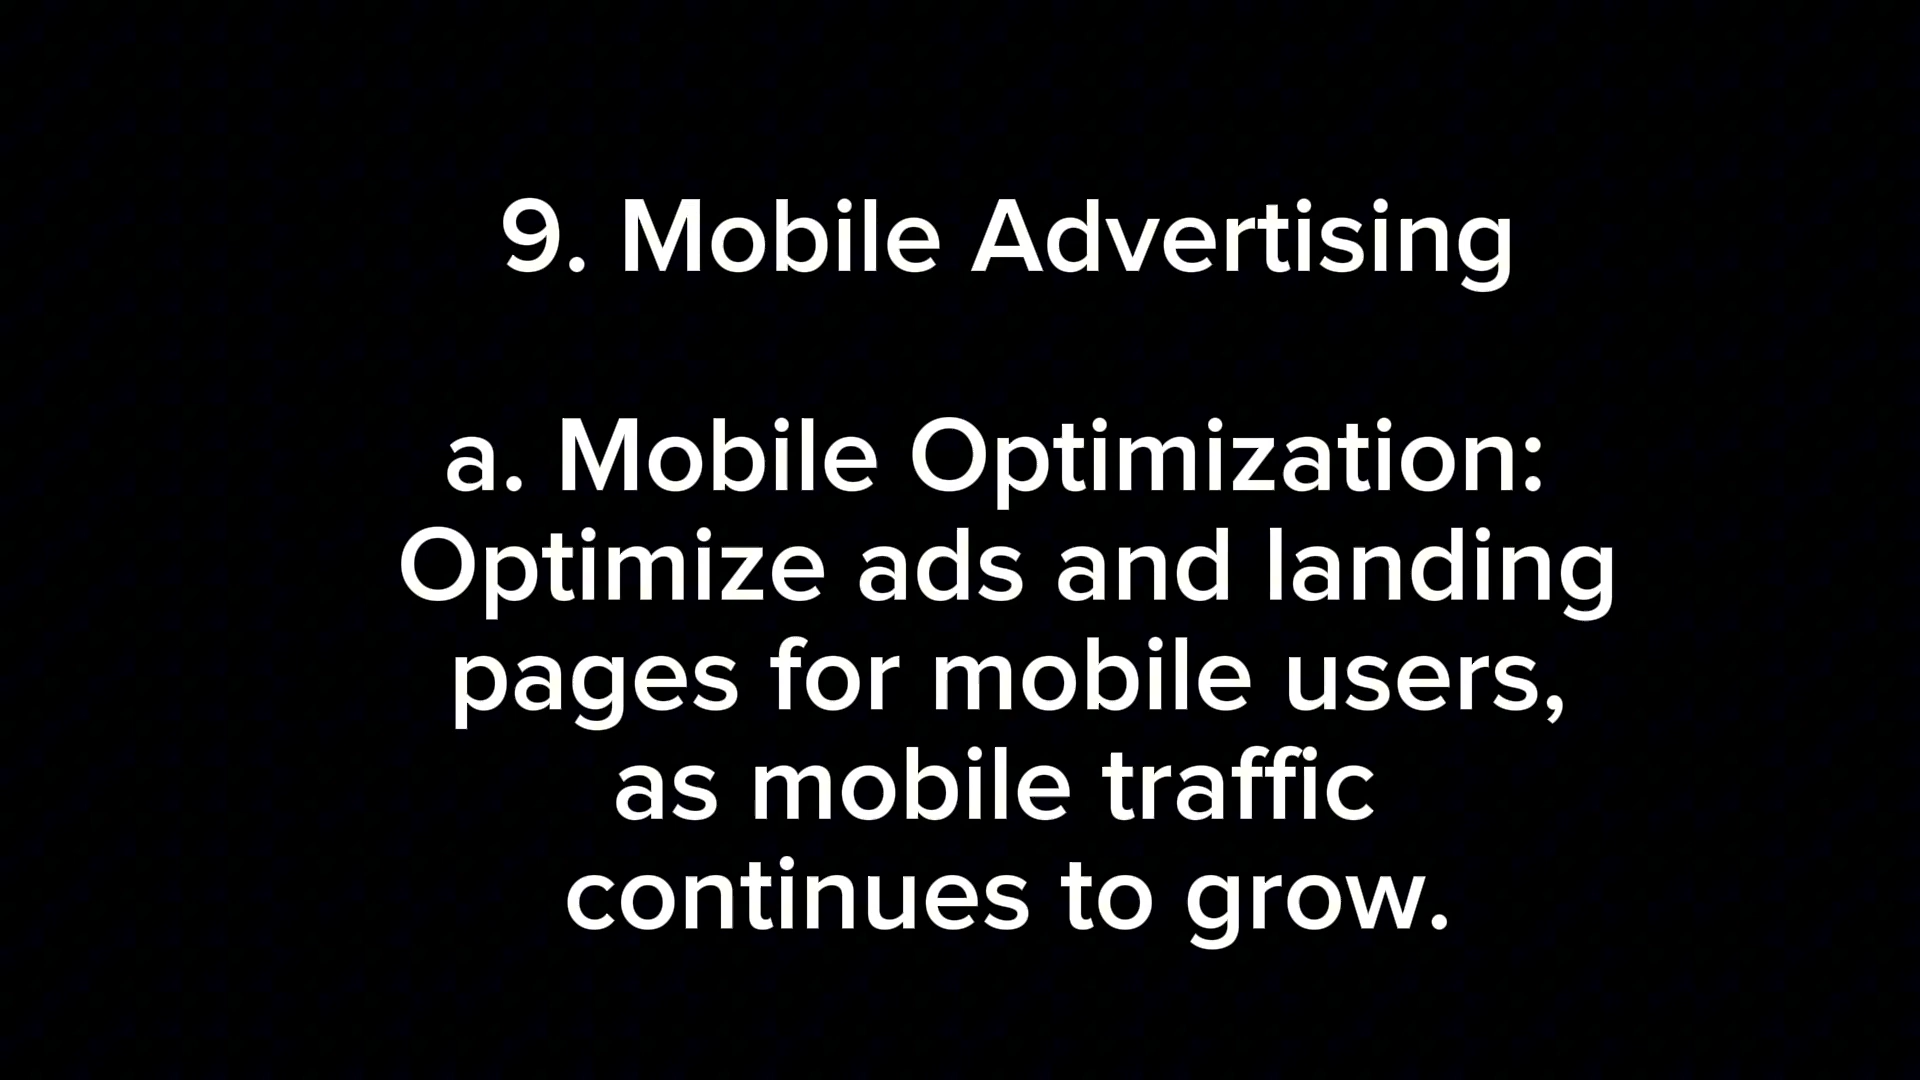 9. Mobile Advertising
a. Mobile Optimization:
Optimize ads and landing
pages for mobile users,
as mobile traffic
continues to grow.